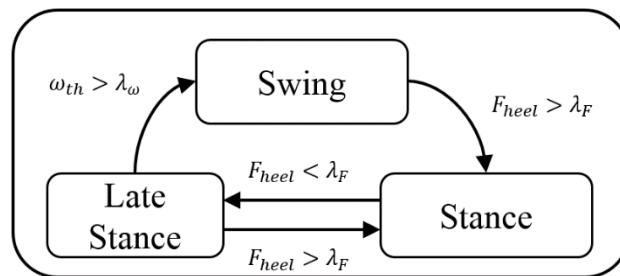 Swing
ω_th > λ_ω
F_heel > λ_F
F_heel < λ_F
Late
Stance
Stance
F_heel > λ_F